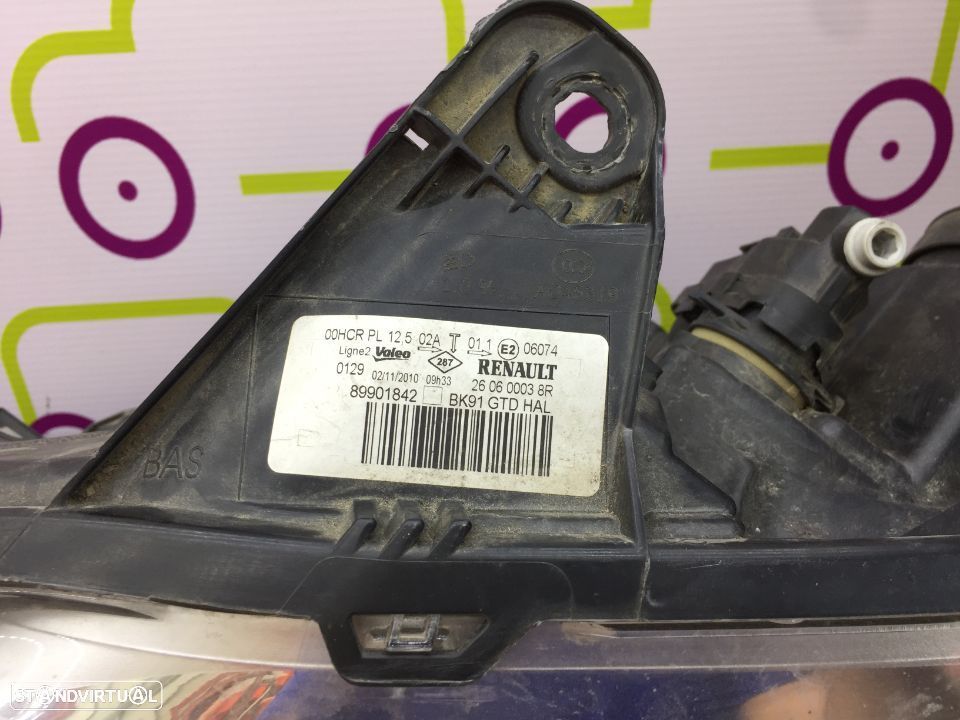 00HCR PL 12,5 02A T 01,1 E2 06074
Ligne2 Valeo 287 RENAULT
0129 02/11/2010 09h33 26 06 0003 8R
89901842 BK91 GTD HAL
BAS
STANDVIRTUAL